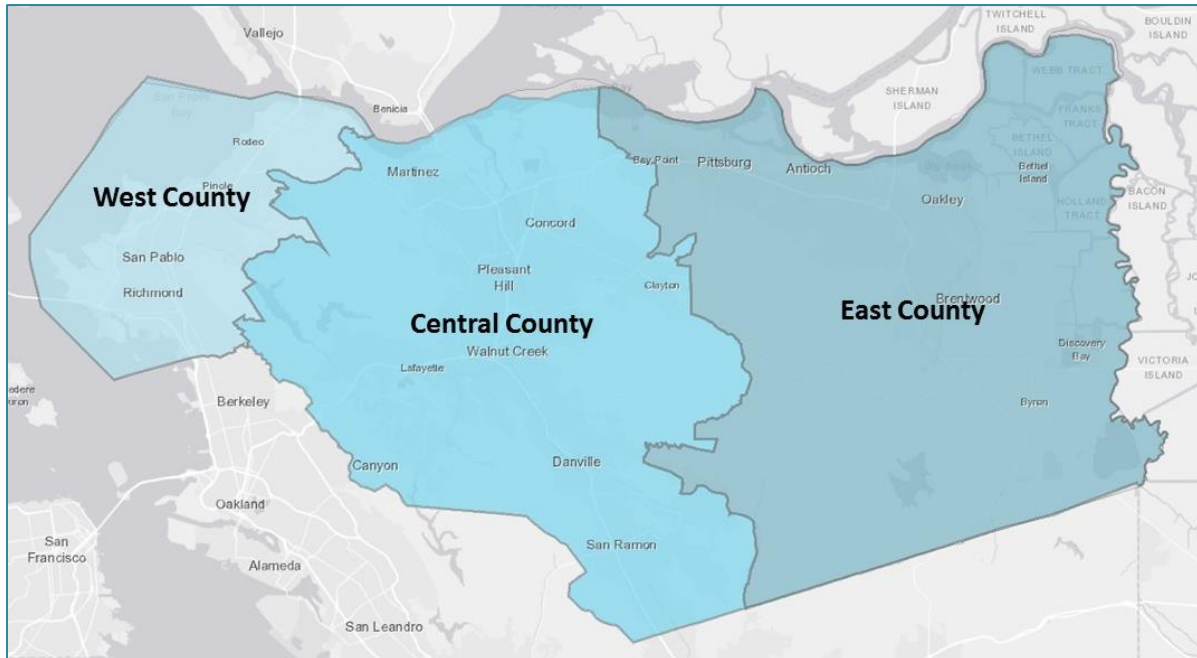 TWITCHELL
ISLAND
BOULDIN
ISLAND
Vallejo
WEBB TRACT
San Pablo
Bay
Benicia
SHERMAN
ISLAND
FRANKS
TRACT
Rodeo
BETHEL
ISLAND
Bay Point
Pittsburg
Antioch
Bethel
Island
Martinez
West County
Pinole
Oakley
HOLLAND
TRACT
BACON
ISLAND
Concord
San Pablo
Pleasant
Hill
Clayton
Richmond
Brentwood
East County
Central County
Walnut Creek
Discovery
Bay
VICTORIA
ISLAND
Lafayette
Berkeley
Byron
Canyon
Danville
Oakland
San
Francisco
San Ramon
Alameda
San Leandro